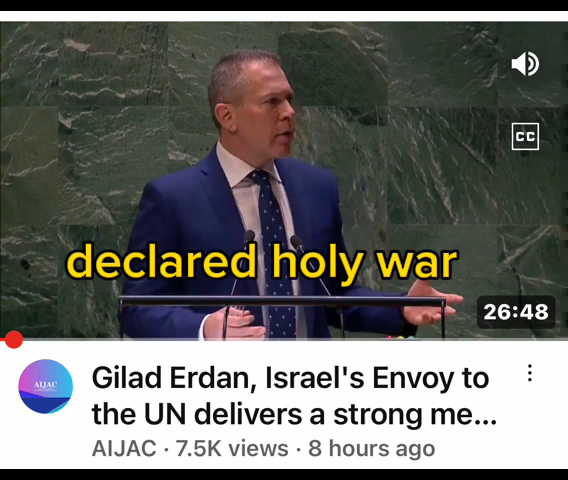 CC
declared holy war
26:48
AIJAC
Gilad Erdan, Israel's Envoy to
the UN delivers a strong me...
AIJAC · 7.5K views · 8 hours ago